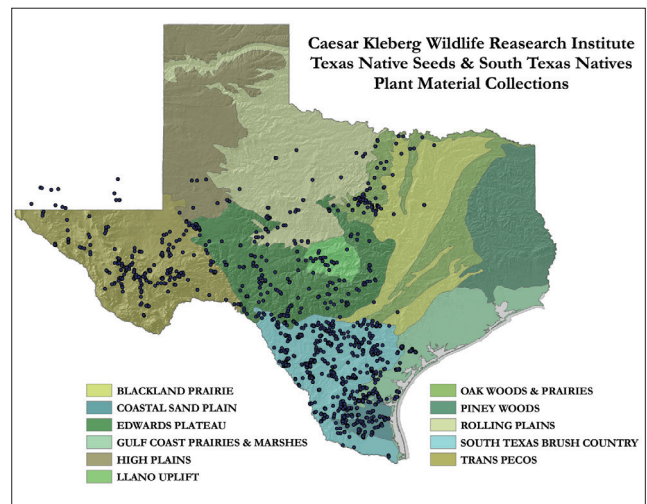 Caesar Kleberg Wildlife Reasearch Institute
Texas Native Seeds & South Texas Natives
Plant Material Collections
BLACKLAND PRAIRIE
COASTAL SAND PLAIN
EDWARDS PLATEAU
GULF COAST PRAIRIES & MARSHES
HIGH PLAINS
LLANO UPLIFT
OAK WOODS & PRAIRIES
PINEY WOODS
ROLLING PLAINS
SOUTH TEXAS BRUSH COUNTRY
TRANS PECOS